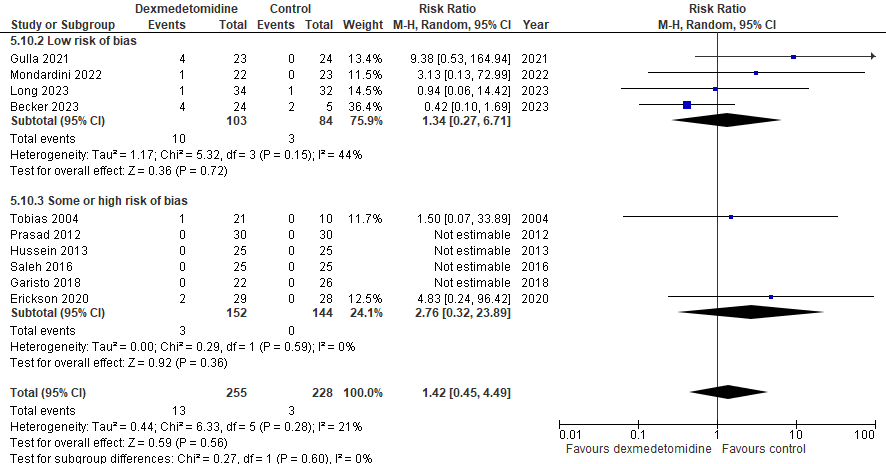 Dexmedetomidine Control Risk Ratio Risk Ratio
Study or Subgroup Events Total Events Total Weight M-H, Random, 95% CI Year M-H, Random, 95% CI
5.10.2 Low risk of bias
Gulla 2021 4 23 0 24 13.4% 9.38 [0.53, 164.94] 2021
Mondardini 2022 1 22 0 23 11.5% 3.13 [0.13, 72.99] 2022
Long 2023 1 34 1 32 14.5% 0.94 [0.06, 14.42] 2023
Becker 2023 4 24 2 5 36.4% 0.42 [0.10, 1.69] 2023
Subtotal (95% CI) 103 84 75.9% 1.34 [0.27, 6.71]
Total events 10 3
Heterogeneity: Tau² = 1.17; Chi² = 5.32, df = 3 (P = 0.15); I² = 44%
Test for overall effect: Z = 0.36 (P = 0.72)
5.10.3 Some or high risk of bias
Tobias 2004 1 21 0 10 11.7% 1.50 [0.07, 33.89] 2004
Prasad 2012 0 30 0 30 Not estimable 2012
Hussein 2013 0 25 0 25 Not estimable 2013
Saleh 2016 0 25 0 25 Not estimable 2016
Garisto 2018 0 22 0 26 Not estimable 2018
Erickson 2020 2 29 0 28 12.5% 4.83 [0.24, 96.42] 2020
Subtotal (95% CI) 152 144 24.1% 2.76 [0.32, 23.89]
Total events 3 0
Heterogeneity: Tau² = 0.00; Chi² = 0.29, df = 1 (P = 0.59); I² = 0%
Test for overall effect: Z = 0.92 (P = 0.36)
Total (95% CI) 255 228 100.0% 1.42 [0.45, 4.49]
Total events 13 3
Heterogeneity: Tau² = 0.44; Chi² = 6.33, df = 5 (P = 0.28); I² = 21%
Test for overall effect: Z = 0.59 (P = 0.56)
Test for subgroup differences: Chi² = 0.27, df = 1 (P = 0.60), I² = 0%
0.01 0.1 1 10 100
Favours dexmedetomidine Favours control